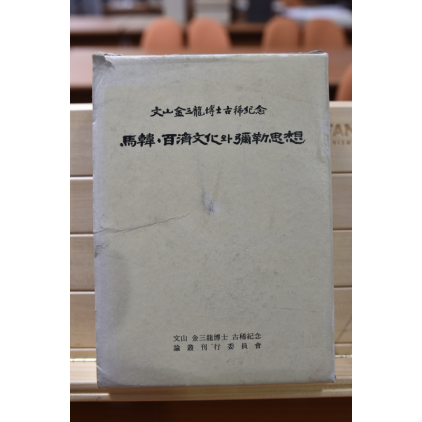 文山金三龍博士古稀紀念
馬韓·百濟文化와彌勒思想
文山 金三龍博士 古稀紀念
論叢刊行委員會